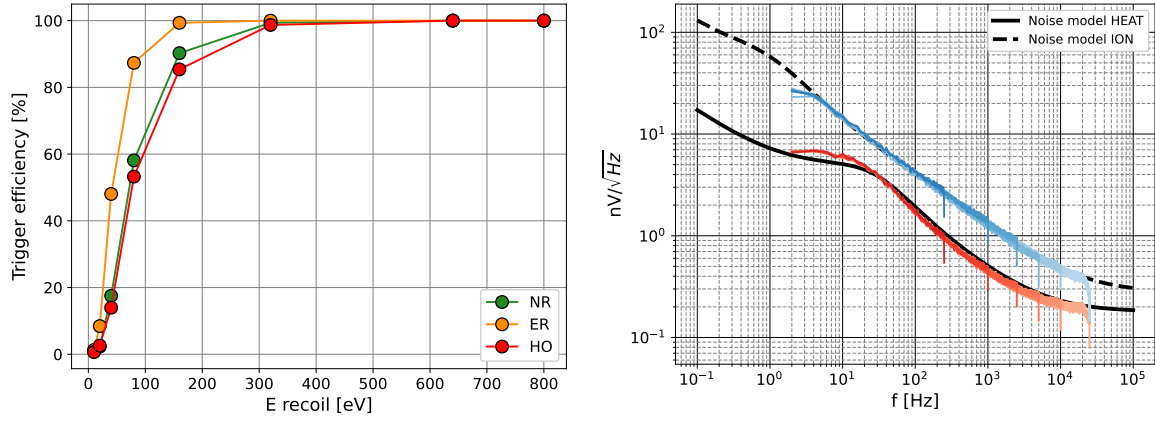 100
80
60
40
20
0
Trigger efficiency [%]
0 100 200 300 400 500 600 700 800
E recoil [eV]
NR
ER
HO
10²
10¹
10⁰
10⁻¹
nV/√Hz
10⁻¹ 10⁰ 10¹ 10² 10³ 10⁴ 10⁵
f [Hz]
Noise model HEAT
Noise model ION